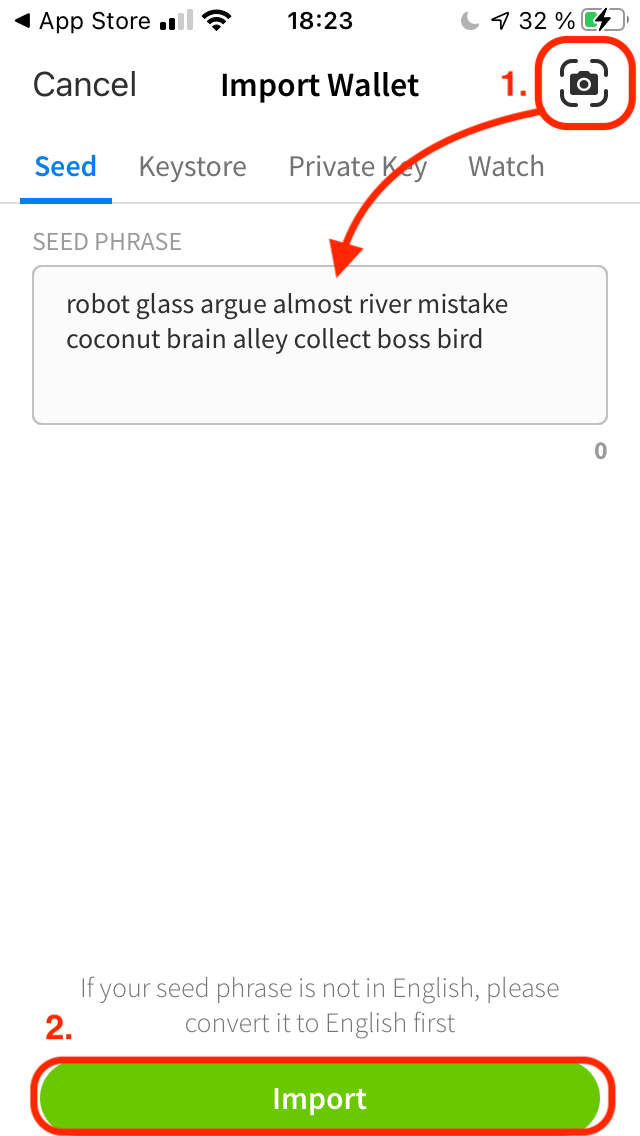 App Store 18:23 32 %
Cancel Import Wallet 1.
Seed Keystore Private Key Watch
SEED PHRASE
robot glass argue almost river mistake
coconut brain alley collect boss bird
0
If your seed phrase is not in English, please
convert it to English first
2.
Import